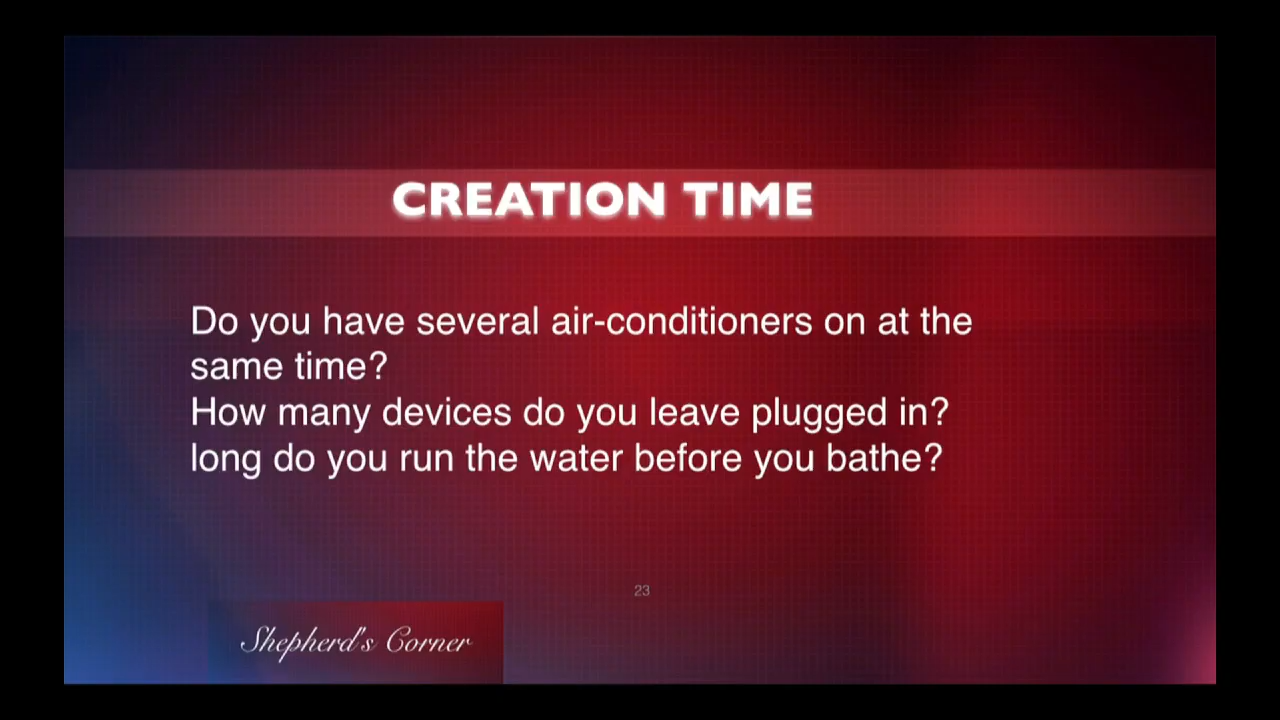 CREATION TIME
Do you have several air-conditioners on at the
same time?
How many devices do you leave plugged in?
long do you run the water before you bathe?
23
Shepherd's Corner